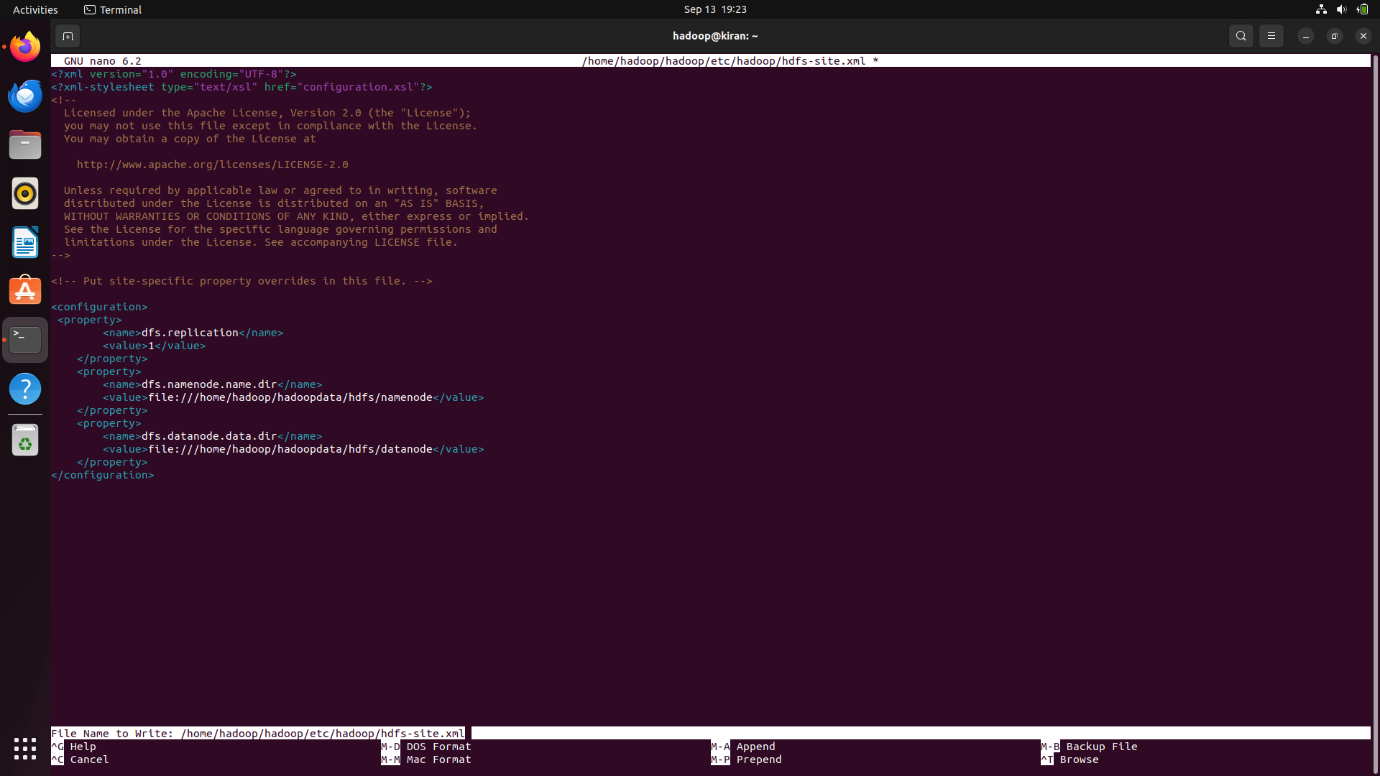 Activities Terminal Sep 13 19:23
hadoop@kiran: ~
GNU nano 6.2 /home/hadoop/hadoop/etc/hadoop/hdfs-site.xml *
<?xml version="1.0" encoding="UTF-8"?>
<?xml-stylesheet type="text/xsl" href="configuration.xsl"?>
<!--
  Licensed under the Apache License, Version 2.0 (the "License");
  you may not use this file except in compliance with the License.
  You may obtain a copy of the License at

    http://www.apache.org/licenses/LICENSE-2.0

  Unless required by applicable law or agreed to in writing, software
  distributed under the License is distributed on an "AS IS" BASIS,
  WITHOUT WARRANTIES OR CONDITIONS OF ANY KIND, either express or implied.
  See the License for the specific language governing permissions and
  limitations under the License. See accompanying LICENSE file.
-->

<!-- Put site-specific property overrides in this file. -->

<configuration>
 <property>
        <name>dfs.replication</name>
        <value>1</value>
    </property>
    <property>
        <name>dfs.namenode.name.dir</name>
        <value>file:///home/hadoop/hadoopdata/hdfs/namenode</value>
    </property>
    <property>
        <name>dfs.datanode.data.dir</name>
        <value>file:///home/hadoop/hadoopdata/hdfs/datanode</value>
    </property>
</configuration>
File Name to Write: /home/hadoop/hadoop/etc/hadoop/hdfs-site.xml
^G Help M-D DOS Format M-A Append M-B Backup File
^C Cancel M-M Mac Format M-P Prepend ^T Browse